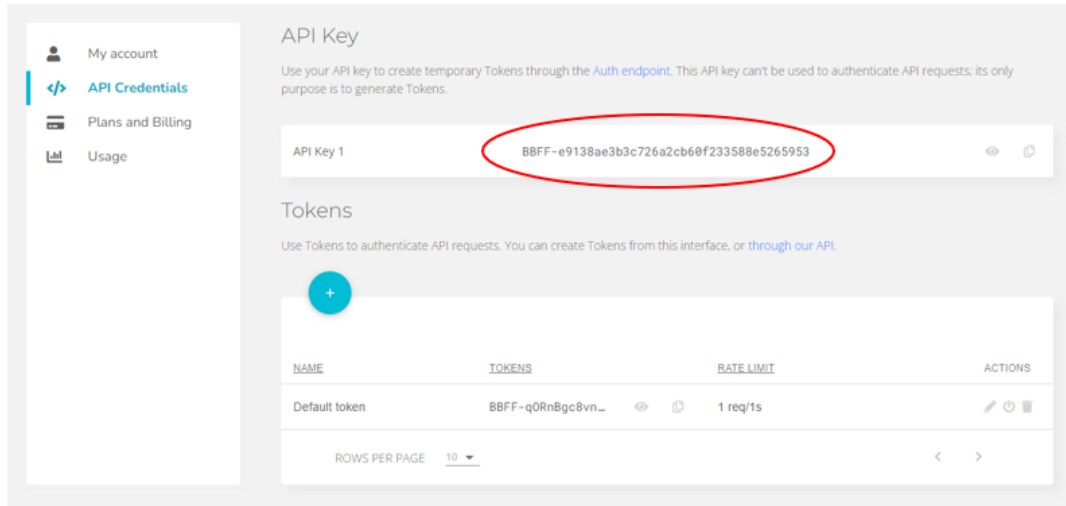 My account
API Credentials
Plans and Billing
Usage
API Key
Use your API key to create temporary Tokens through the Auth endpoint. This API key can't be used to authenticate API requests; its only
purpose is to generate Tokens.
API Key 1 BBFF-e9138ae3b3c726a2cb60f233588e5265953
Tokens
Use Tokens to authenticate API requests. You can create Tokens from this interface, or through our API.
+
NAME TOKENS RATE LIMIT ACTIONS
Default token BBFF-q0RnBgc8vn… 1 req/1s
ROWS PER PAGE 10